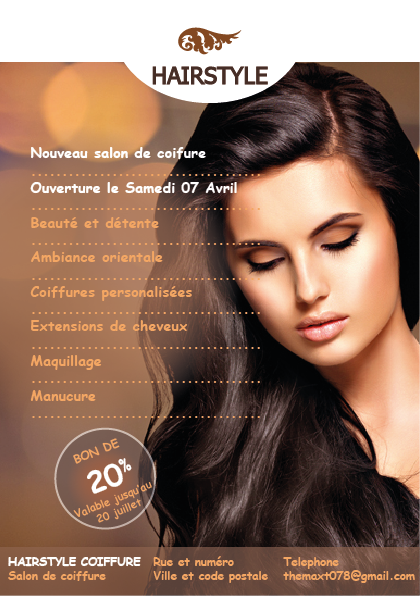 HAIRSTYLE
Nouveau salon de coifure
Ouverture le Samedi 07 Avril
Beauté et détente
Ambiance orientale
Coiffures personalisées
Extensions de cheveux
Maquillage
Manucure
BON DE
20%
Valable jusqu'au
20 juillet
HAIRSTYLE COIFFURE
Salon de coiffure
Rue et numéro
Ville et code postale
Telephone
themaxt078@gmail.com